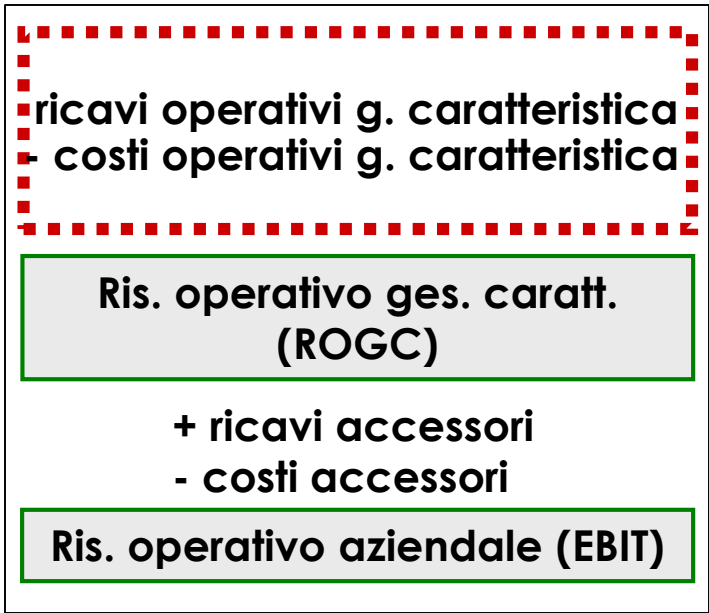 ricavi operativi g. caratteristica
- costi operativi g. caratteristica
Ris. operativo ges. caratt.
(ROGC)
+ ricavi accessori
- costi accessori
Ris. operativo aziendale (EBIT)